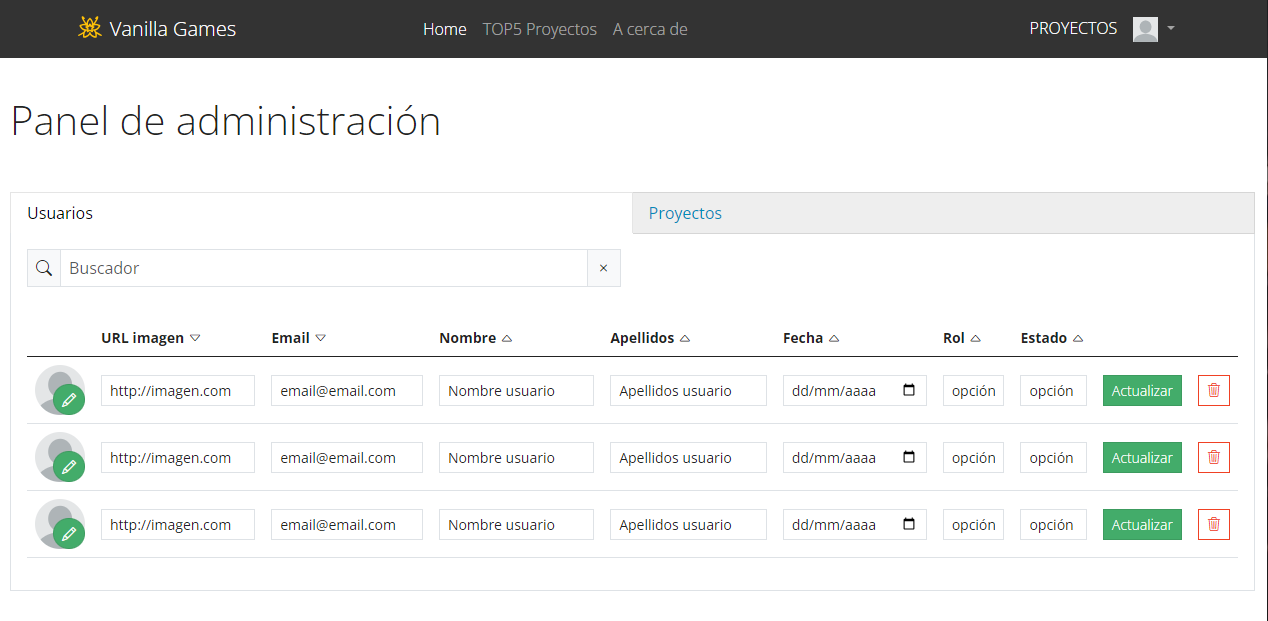 Vanilla Games Home TOP5 Proyectos A cerca de PROYECTOS
Panel de administración
Usuarios Proyectos
Buscador ×
URL imagen Email Nombre Apellidos Fecha Rol Estado
http://imagen.com email@email.com Nombre usuario Apellidos usuario dd/mm/aaaa opción opción Actualizar
http://imagen.com email@email.com Nombre usuario Apellidos usuario dd/mm/aaaa opción opción Actualizar
http://imagen.com email@email.com Nombre usuario Apellidos usuario dd/mm/aaaa opción opción Actualizar